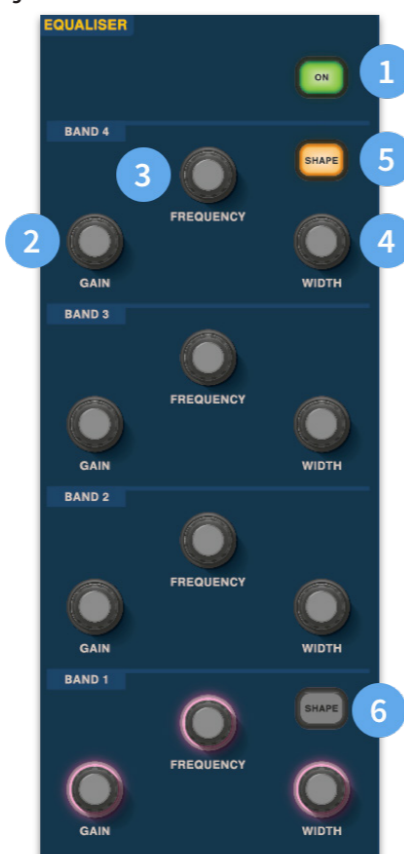 EQUALISER
ON
1
BAND 4
SHAPE
5
3
FREQUENCY
2
4
GAIN
WIDTH
BAND 3
FREQUENCY
GAIN
WIDTH
BAND 2
FREQUENCY
GAIN
WIDTH
BAND 1
SHAPE
6
FREQUENCY
GAIN
WIDTH